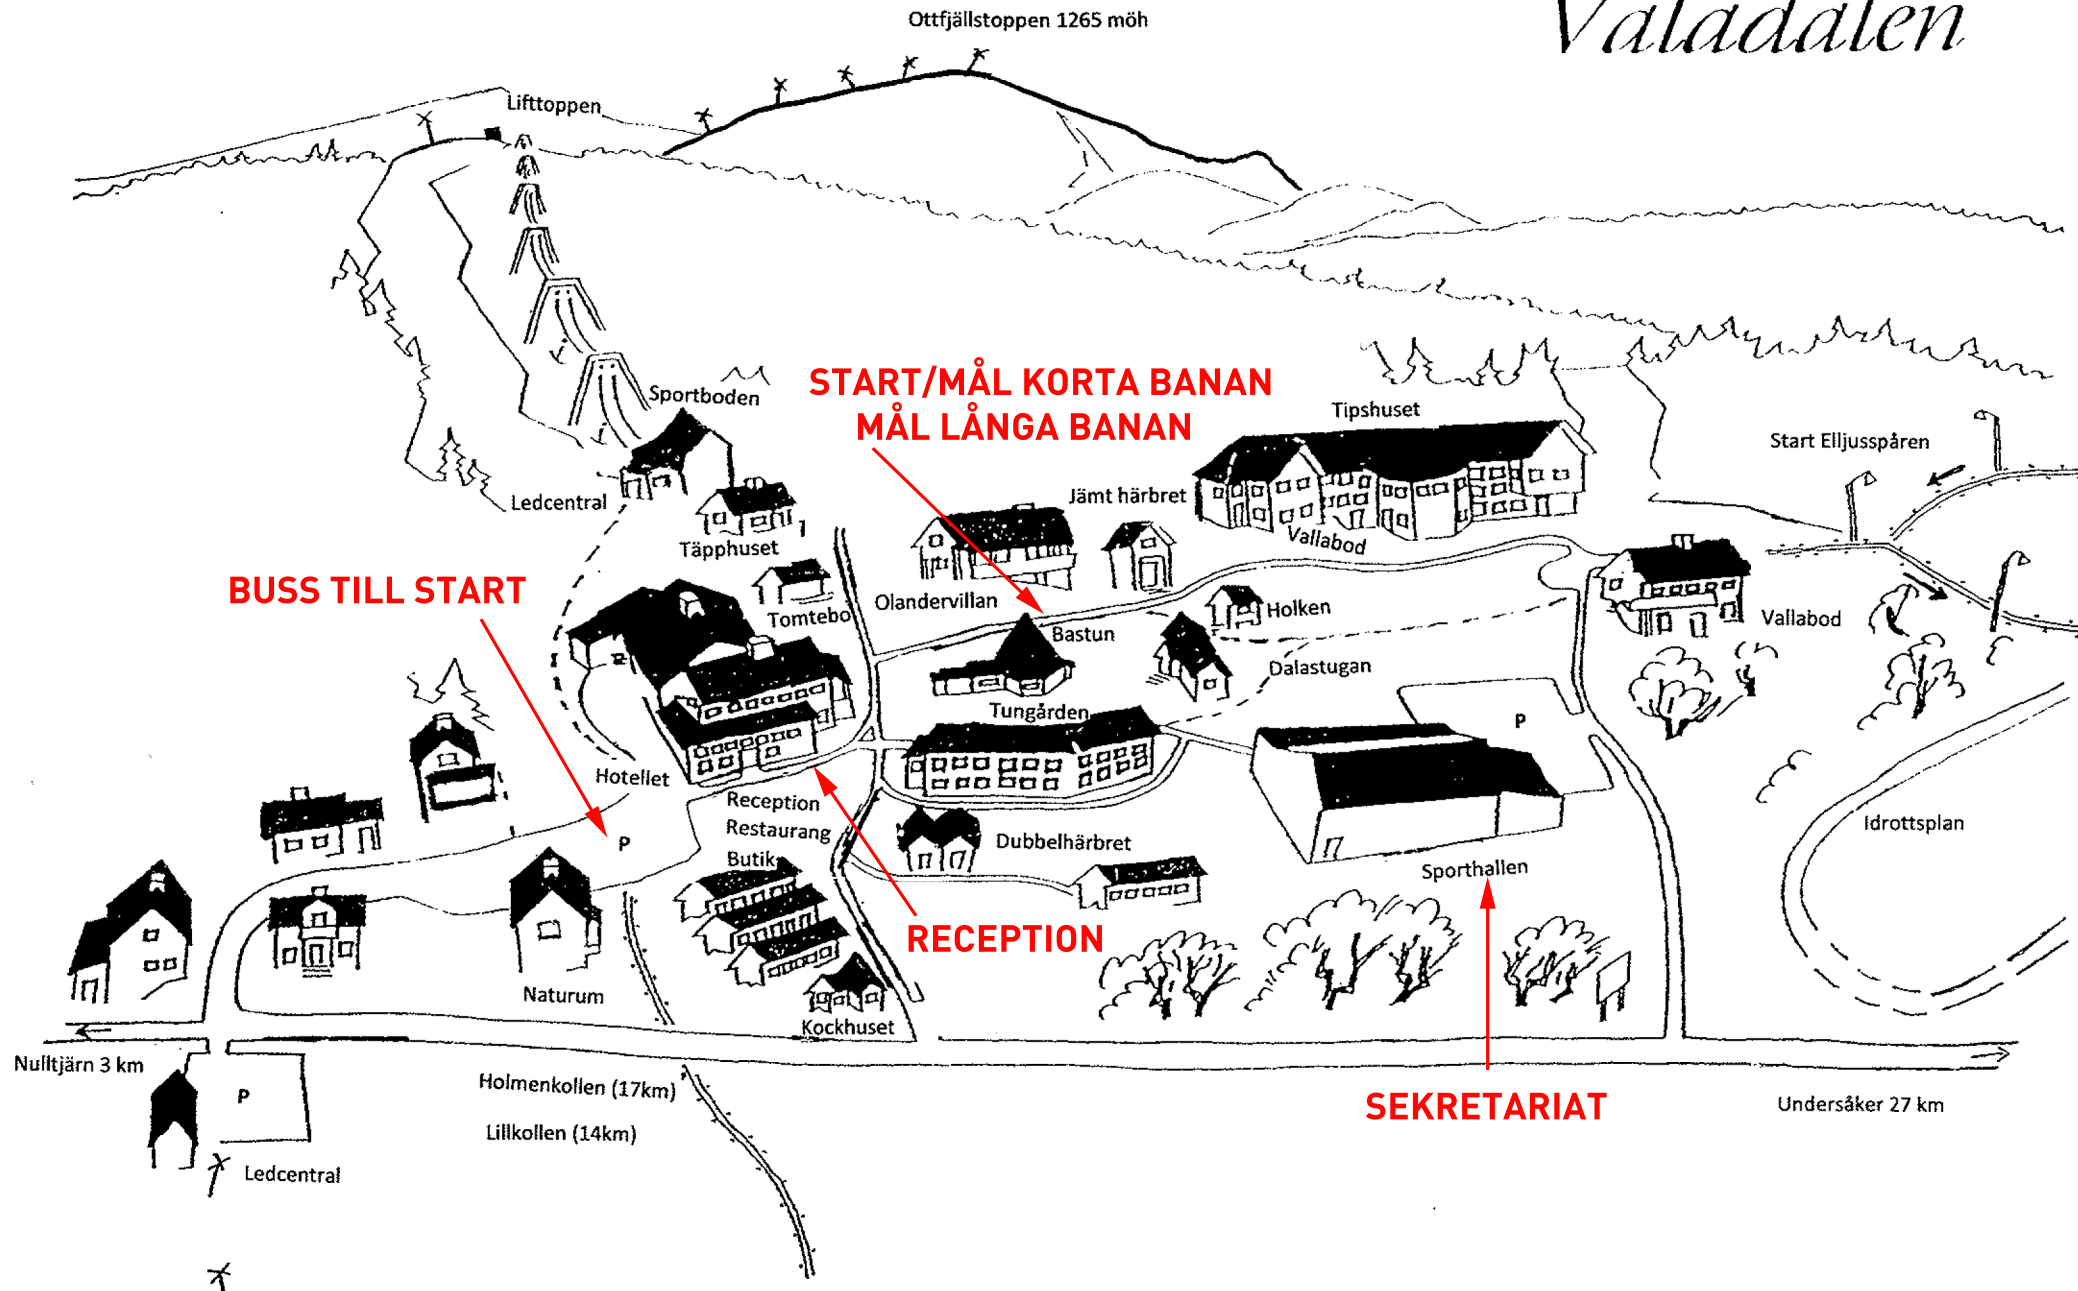 Ottfjällstoppen 1265 möh
Valadalen
Lifttoppen
Sportboden
START/MÅL KORTA BANAN
MÅL LÅNGA BANAN
Tipshuset
Start Elljusspåren
Ledcentral
Jämt härbret
Täpphuset
Vallabod
BUSS TILL START
Tomtebo
Olandervillan
Holken
Bastun
Vallabod
Dalastugan
Tungården
P
Hotellet
Reception
Restaurang
Butik
P
Dubbelhärbret
Idrottsplan
Sporthallen
RECEPTION
Naturum
Kockhuset
Nulltjärn 3 km
Holmenkollen (17km)
P
Lillkollen (14km)
SEKRETARIAT
Undersåker 27 km
Ledcentral